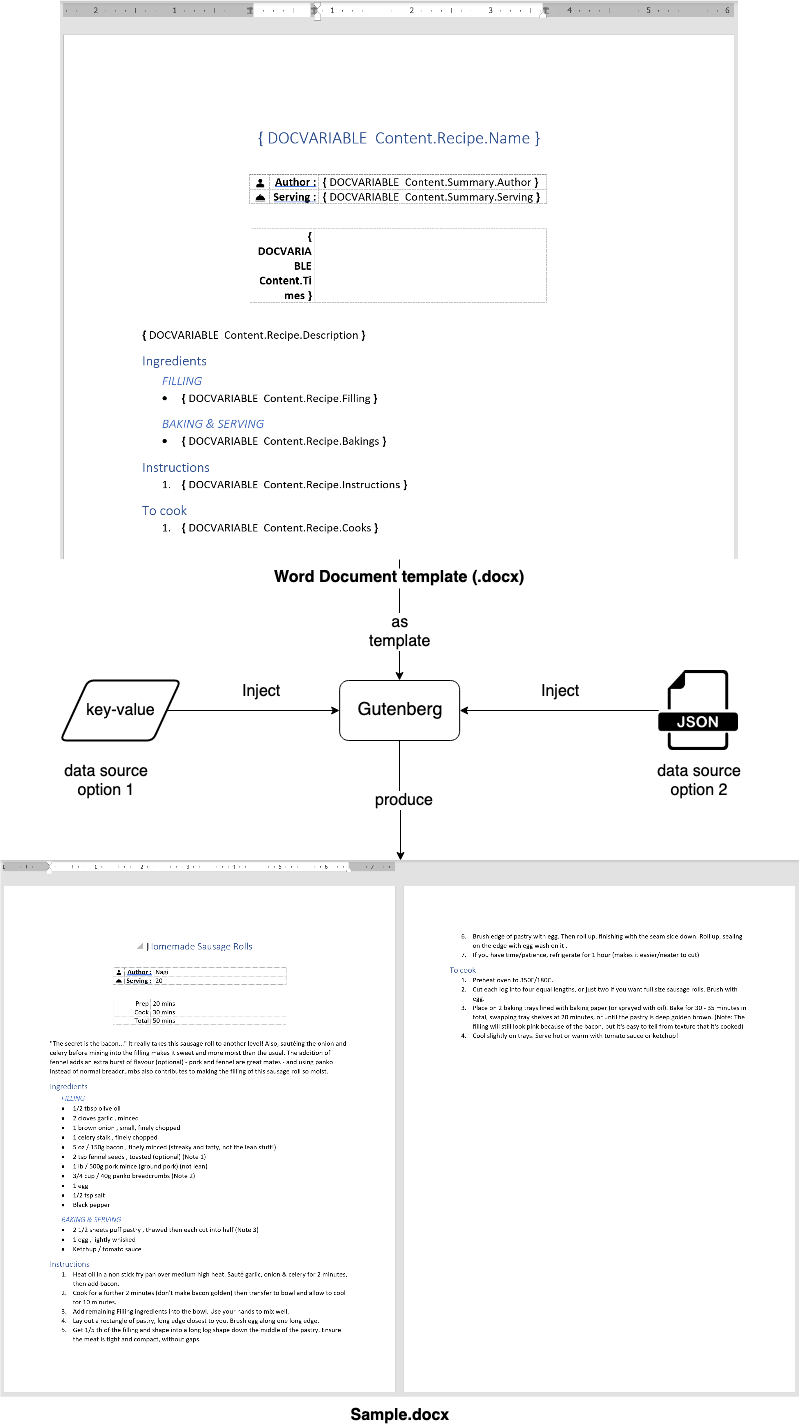 2 1 1 2 3 4 5 6
{ DOCVARIABLE Content.Recipe.Name }
Author : { DOCVARIABLE Content.Summary.Author }
Serving : { DOCVARIABLE Content.Summary.Serving }
{
DOCVARIA
BLE
Content.Ti
mes }
{ DOCVARIABLE Content.Recipe.Description }
Ingredients
FILLING
• { DOCVARIABLE Content.Recipe.Filling }
BAKING & SERVING
• { DOCVARIABLE Content.Recipe.Bakings }
Instructions
1. { DOCVARIABLE Content.Recipe.Instructions }
To cook
1. { DOCVARIABLE Content.Recipe.Cooks }
Word Document template (.docx)
as
template
key-value
Inject
Gutenberg
Inject
JSON
data source
option 1
data source
option 2
produce
Homemade Sausage Rolls
Author : Nagi
Serving : 20
Prep 20 mins
Cook 30 mins
Total 50 mins
"The secret is the bacon..." It really takes this sausage roll to another level! Also, sautéing the onion and
celery before mixing into the filling makes it sweet and more moist than the usual. The addition of
fennel adds an extra burst of flavour (optional) - pork and fennel are great mates - and using panko
instead of normal breadcrumbs also contributes to making the filling of this sausage roll so moist.
Ingredients
FILLING
• 1/2 tbsp olive oil
• 2 cloves garlic , minced
• 1 brown onion , small, finely chopped
• 1 celery stalk , finely chopped
• 5 oz / 150g bacon , finely minced (streaky and fatty, not the lean stuff!)
• 2 tsp fennel seeds , toasted (optional) (Note 1)
• 1 lb / 500g pork mince (ground pork) (not lean)
• 3/4 cup / 40g panko breadcrumbs (Note 2)
• 1 egg
• 1/2 tsp salt
• Black pepper
BAKING & SERVING
• 2 1/2 sheets puff pastry , thawed then each cut into half (Note 3)
• 1 egg , lightly whisked
• Ketchup / tomato sauce
Instructions
1. Heat oil in a non stick fry pan over medium high heat. Sauté garlic, onion & celery for 2 minutes,
then add bacon.
2. Cook for a further 2 minutes (don't make bacon golden) then transfer to bowl and allow to cool
for 10 minutes.
3. Add remaining Filling ingredients into the bowl. Use your hands to mix well.
4. Lay out a rectangle of pastry, long edge closest to you. Brush egg along one long edge.
5. Get 1/5 th of the filling and shape into a long log shape down the middle of the pastry. Ensure
the meat is tight and compact, without gaps.
6. Brush edge of pastry with egg. Then roll up, finishing with the seam side down. Roll up, sealing
on the edge with egg wash on it .
7. If you have time/patience, refrigerate for 1 hour (makes it easier/neater to cut)
To cook
1. Preheat oven to 350F/180C.
2. Cut each log into four equal lengths, or just two if you want full size sausage rolls. Brush with
egg.
3. Place on 2 baking trays lined with baking paper (or sprayed with oil). Bake for 30 - 35 minutes in
total, swapping tray shelves at 20 minutes, or until the pastry is deep golden brown. (Note: The
filling will still look pink because of the bacon, but it's easy to tell from texture that it's cooked)
4. Cool slightly on trays. Serve hot or warm with tomato sauce or ketchup!
Sample.docx